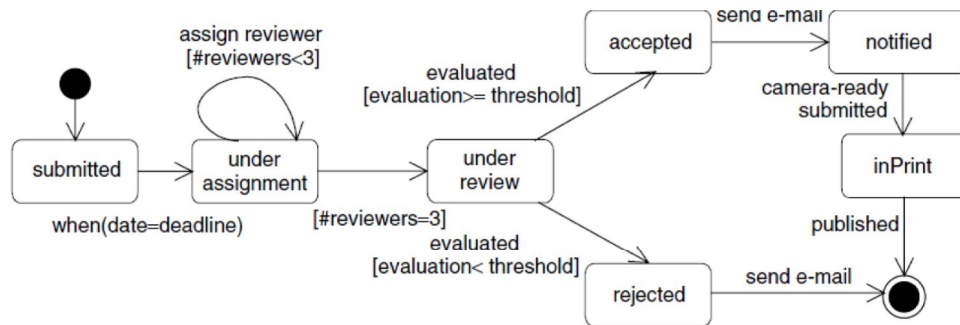 assign reviewer
[#reviewers<3]
submitted
when(date=deadline)
under
assignment
[#reviewers=3]
under
review
evaluated
[evaluation>= threshold]
evaluated
[evaluation< threshold]
accepted
send e-mail
notified
camera-ready
submitted
inPrint
published
rejected
send e-mail